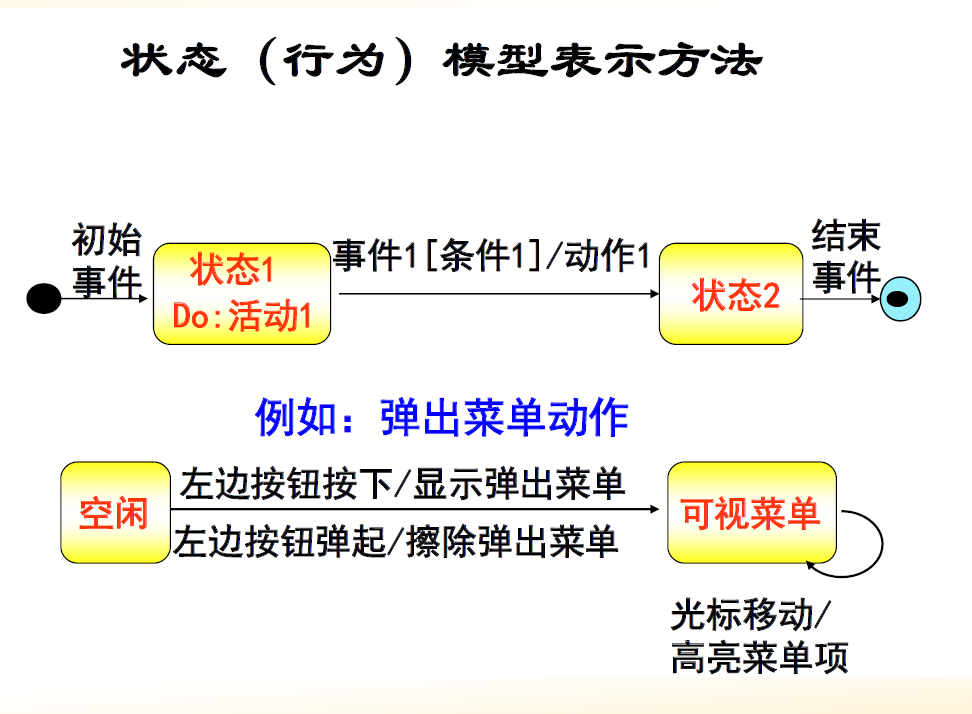 状态（行为）模型表示方法
初始
事件
状态1
Do:活动1
事件1[条件1]/动作1
状态2
结束
事件
例如：弹出菜单动作
空闲
左边按钮按下/显示弹出菜单
左边按钮弹起/擦除弹出菜单
可视菜单
光标移动/
高亮菜单项